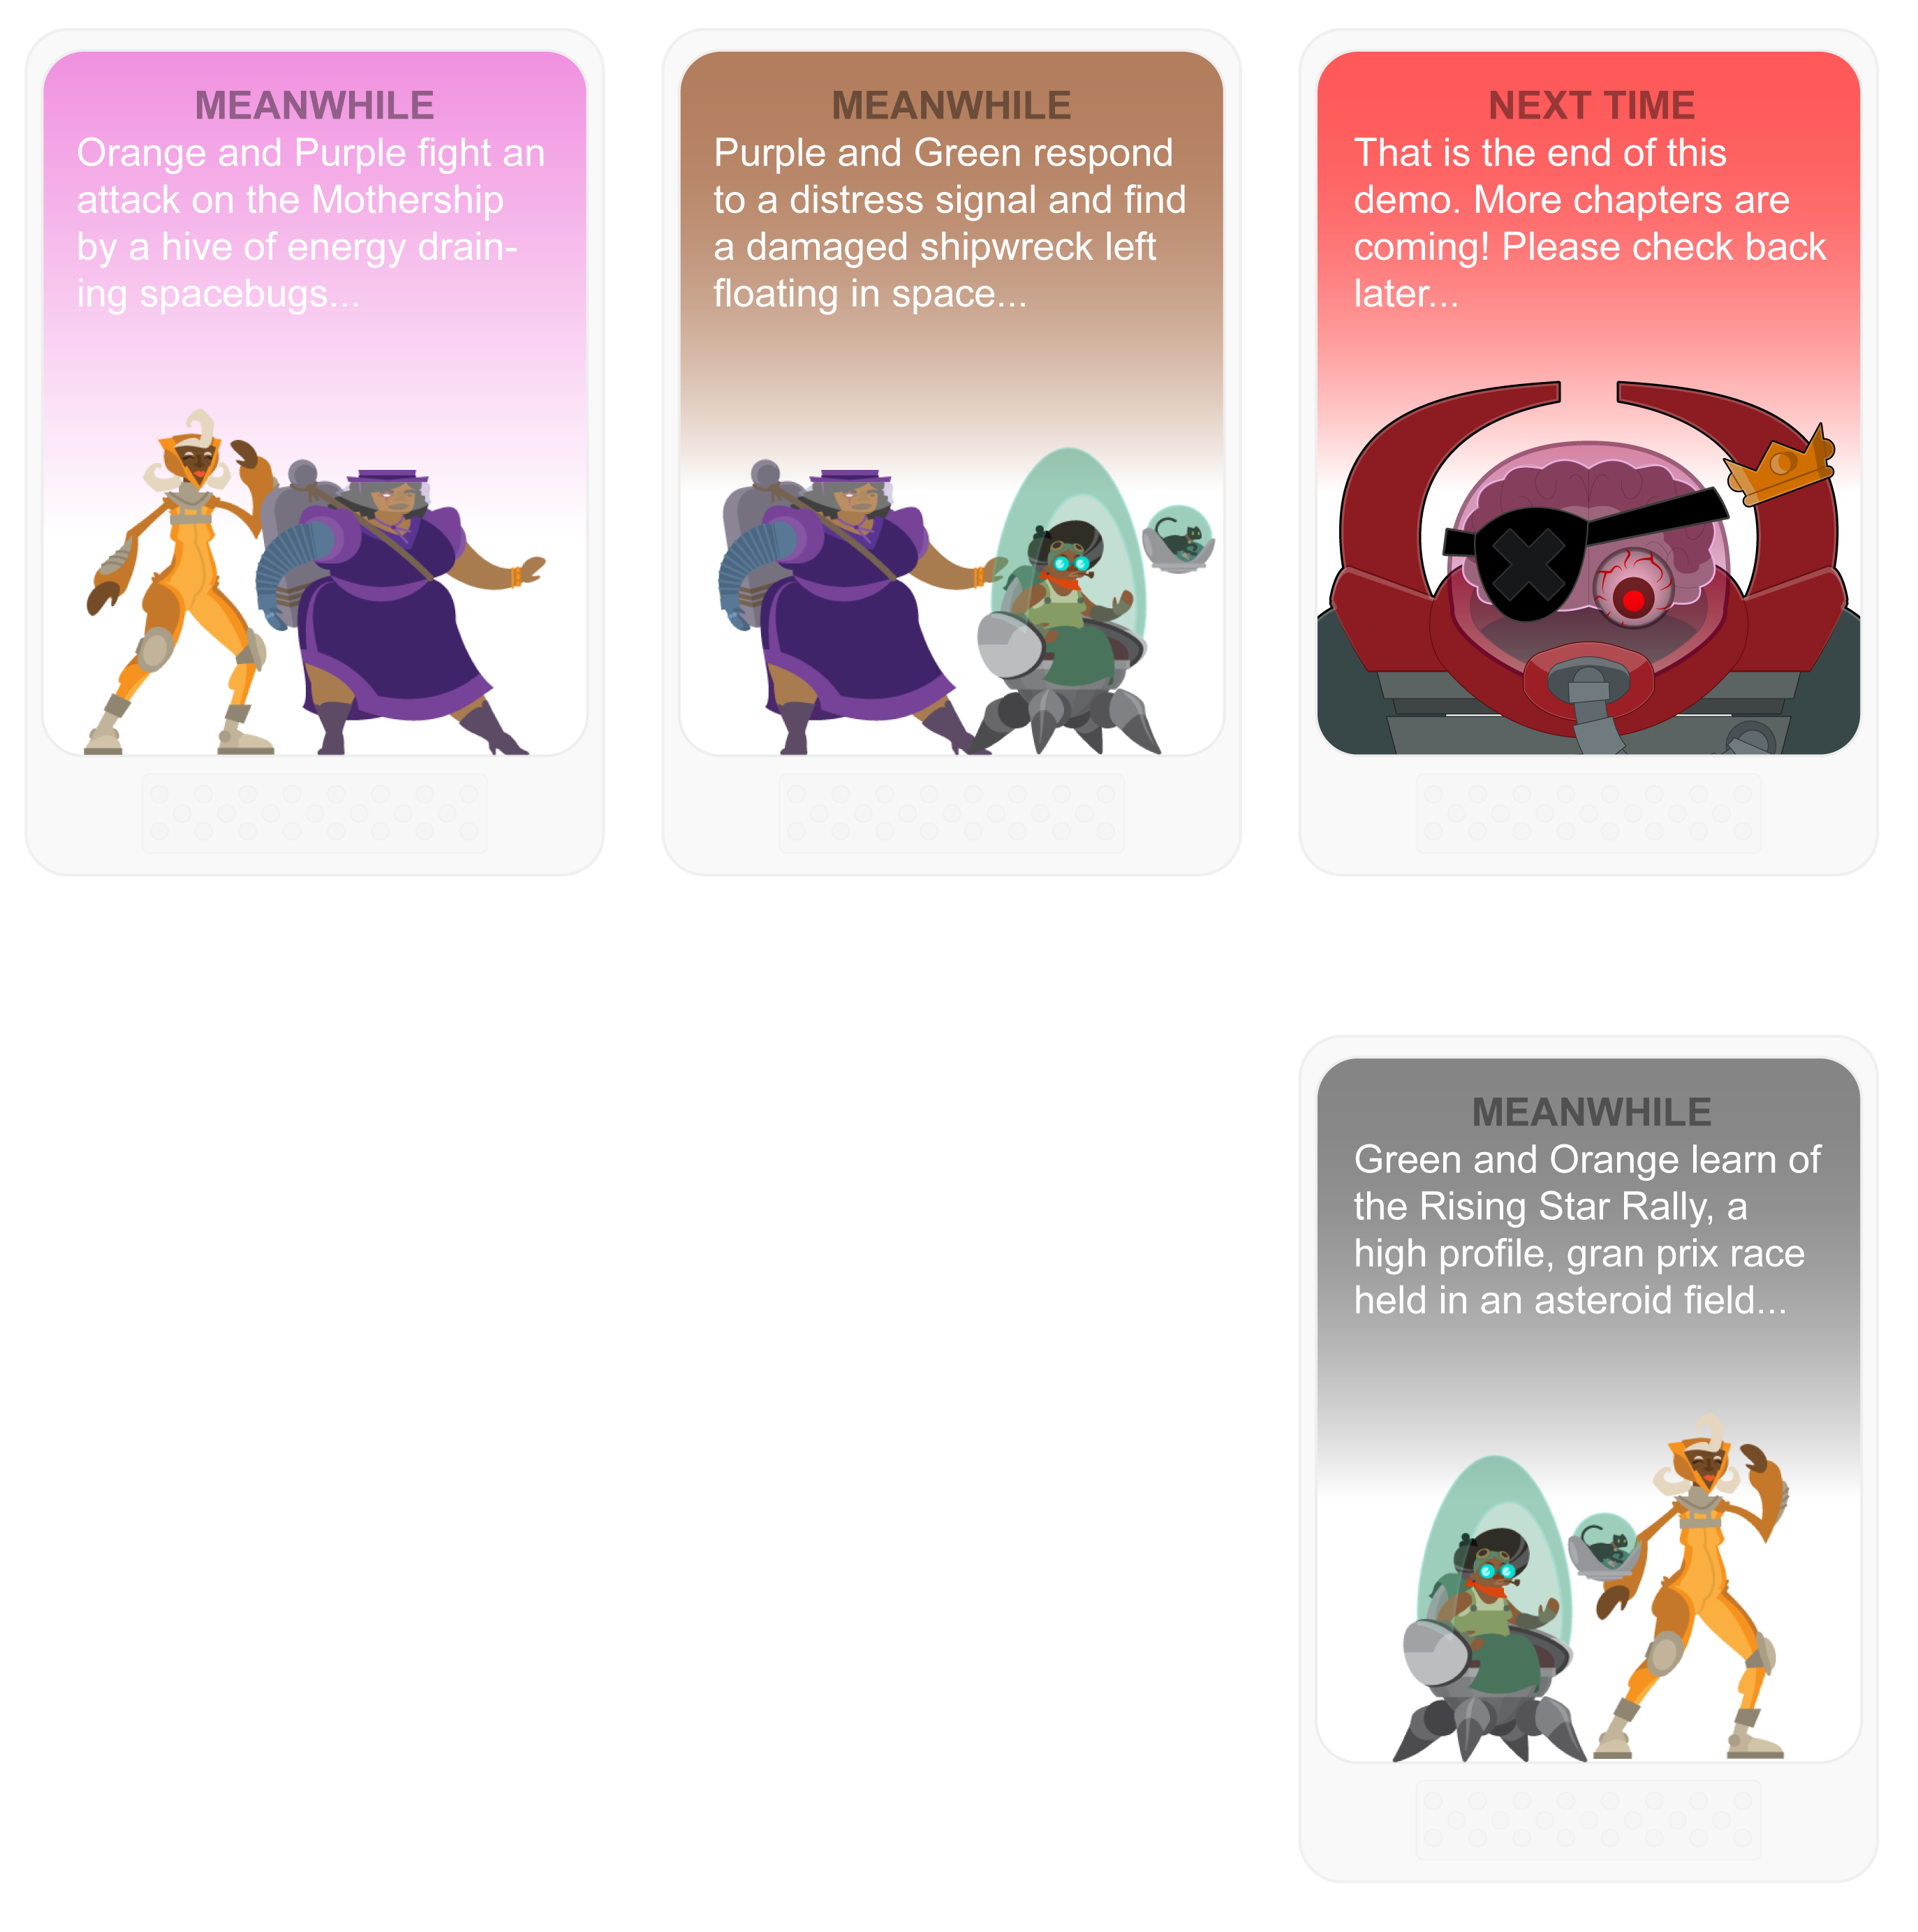 MEANWHILE
Orange and Purple fight an
attack on the Mothership
by a hive of energy drain-
ing spacebugs...
MEANWHILE
Purple and Green respond
to a distress signal and find
a damaged shipwreck left
floating in space...
NEXT TIME
That is the end of this
demo. More chapters are
coming! Please check back
later...
MEANWHILE
Green and Orange learn of
the Rising Star Rally, a
high profile, gran prix race
held in an asteroid field...